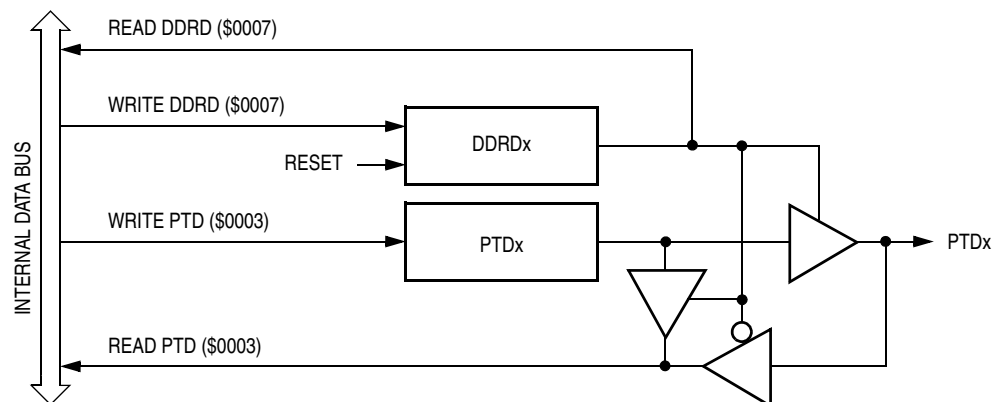 READ DDRD ($0007)
WRITE DDRD ($0007)
DDRDx
RESET
INTERNAL DATA BUS
WRITE PTD ($0003)
PTDx
PTDx
READ PTD ($0003)